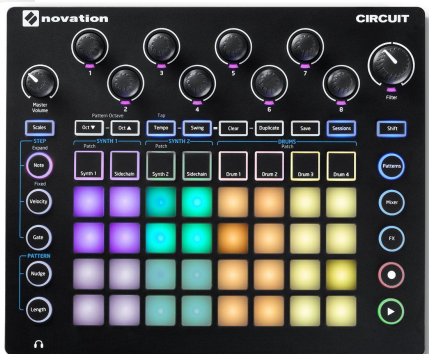 novation
CIRCUIT
1
3
5
7
2
4
6
8
Master
Volume
Filter
Pattern Octave
Tap
Scales
Oct ▼
Oct ▲
Tempo
Swing
Clear
Duplicate
Save
Sessions
Shift
STEP
SYNTH 1
SYNTH 2
DRUMS
Expand
Patch
Patch
Patch
Note
Synth 1
Sidechain
Synth 2
Sidechain
Drum 1
Drum 2
Drum 3
Drum 4
Patterns
Fixed
Velocity
Mixer
Gate
FX
PATTERN
Nudge
Length